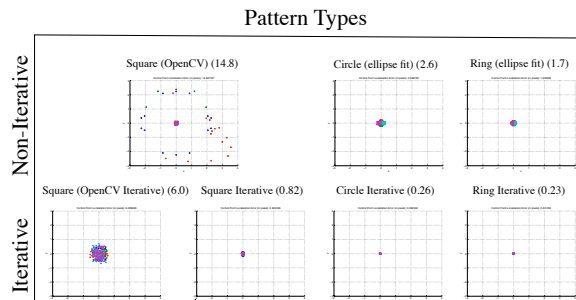 Pattern Types
Non-Iterative
Square (OpenCV) (14.8)
Circle (ellipse fit) (2.6)
Ring (ellipse fit) (1.7)
Iterative
Square (OpenCV Iterative) (6.0)
Square Iterative (0.82)
Circle Iterative (0.26)
Ring Iterative (0.23)